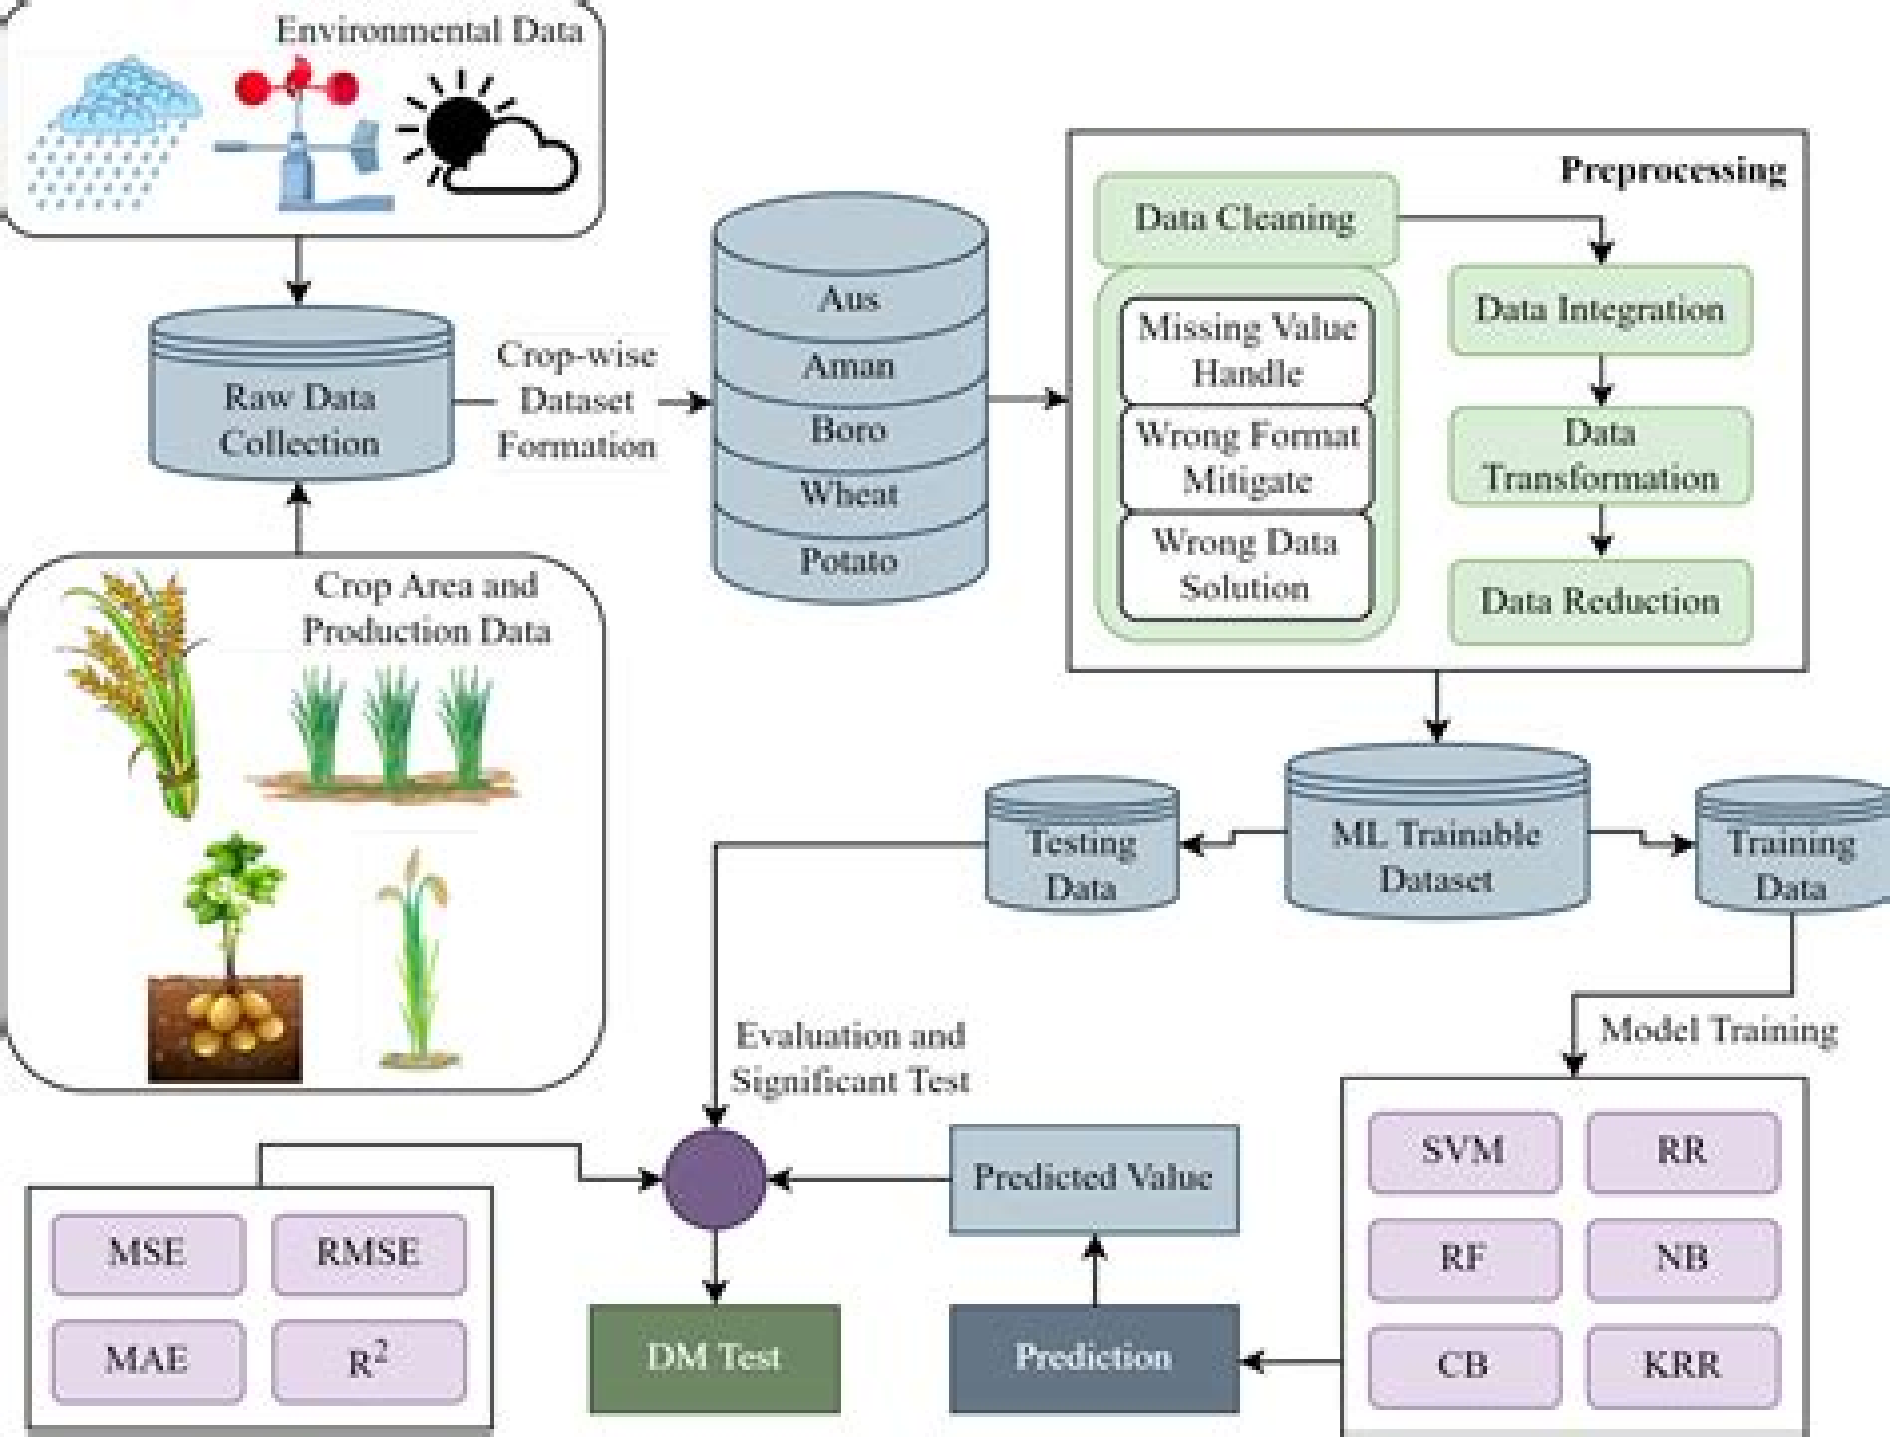 Environmental Data
Raw Data
Collection
Crop-wise
Dataset
Formation
Crop Area and
Production Data
Aus
Aman
Boro
Wheat
Potato
Preprocessing
Data Cleaning
Missing Value
Handle
Wrong Format
Mitigate
Wrong Data
Solution
Data Integration
Data
Transformation
Data Reduction
Testing
Data
ML Trainable
Dataset
Training
Data
Model Training
Evaluation and
Significant Test
SVM
RR
RF
NB
CB
KRR
Predicted Value
Prediction
DM Test
MSE
RMSE
MAE
R²